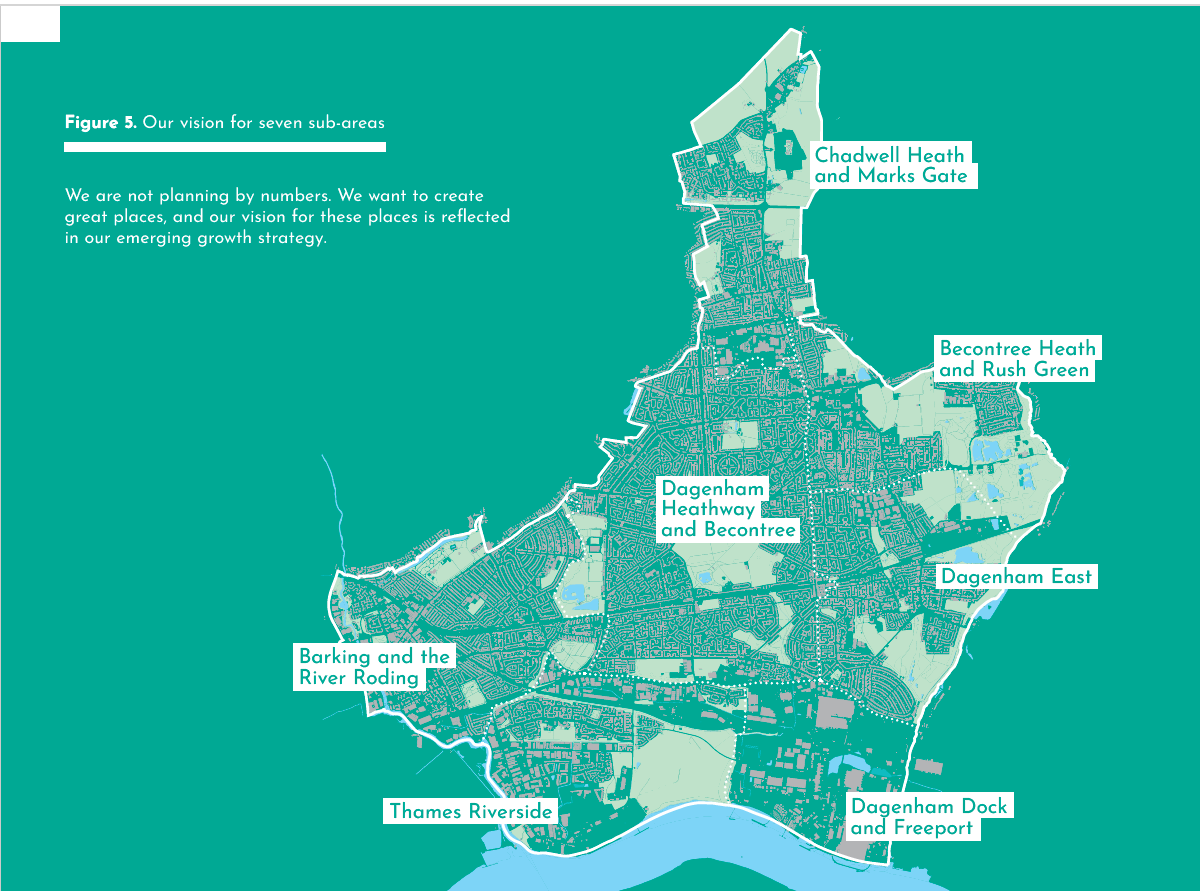 Figure 5. Our vision for seven sub-areas
We are not planning by numbers. We want to create
great places, and our vision for these places is reflected
in our emerging growth strategy.
Chadwell Heath
and Marks Gate
Becontree Heath
and Rush Green
Dagenham
Heathway
and Becontree
Dagenham East
Barking and the
River Roding
Thames Riverside
Dagenham Dock
and Freeport